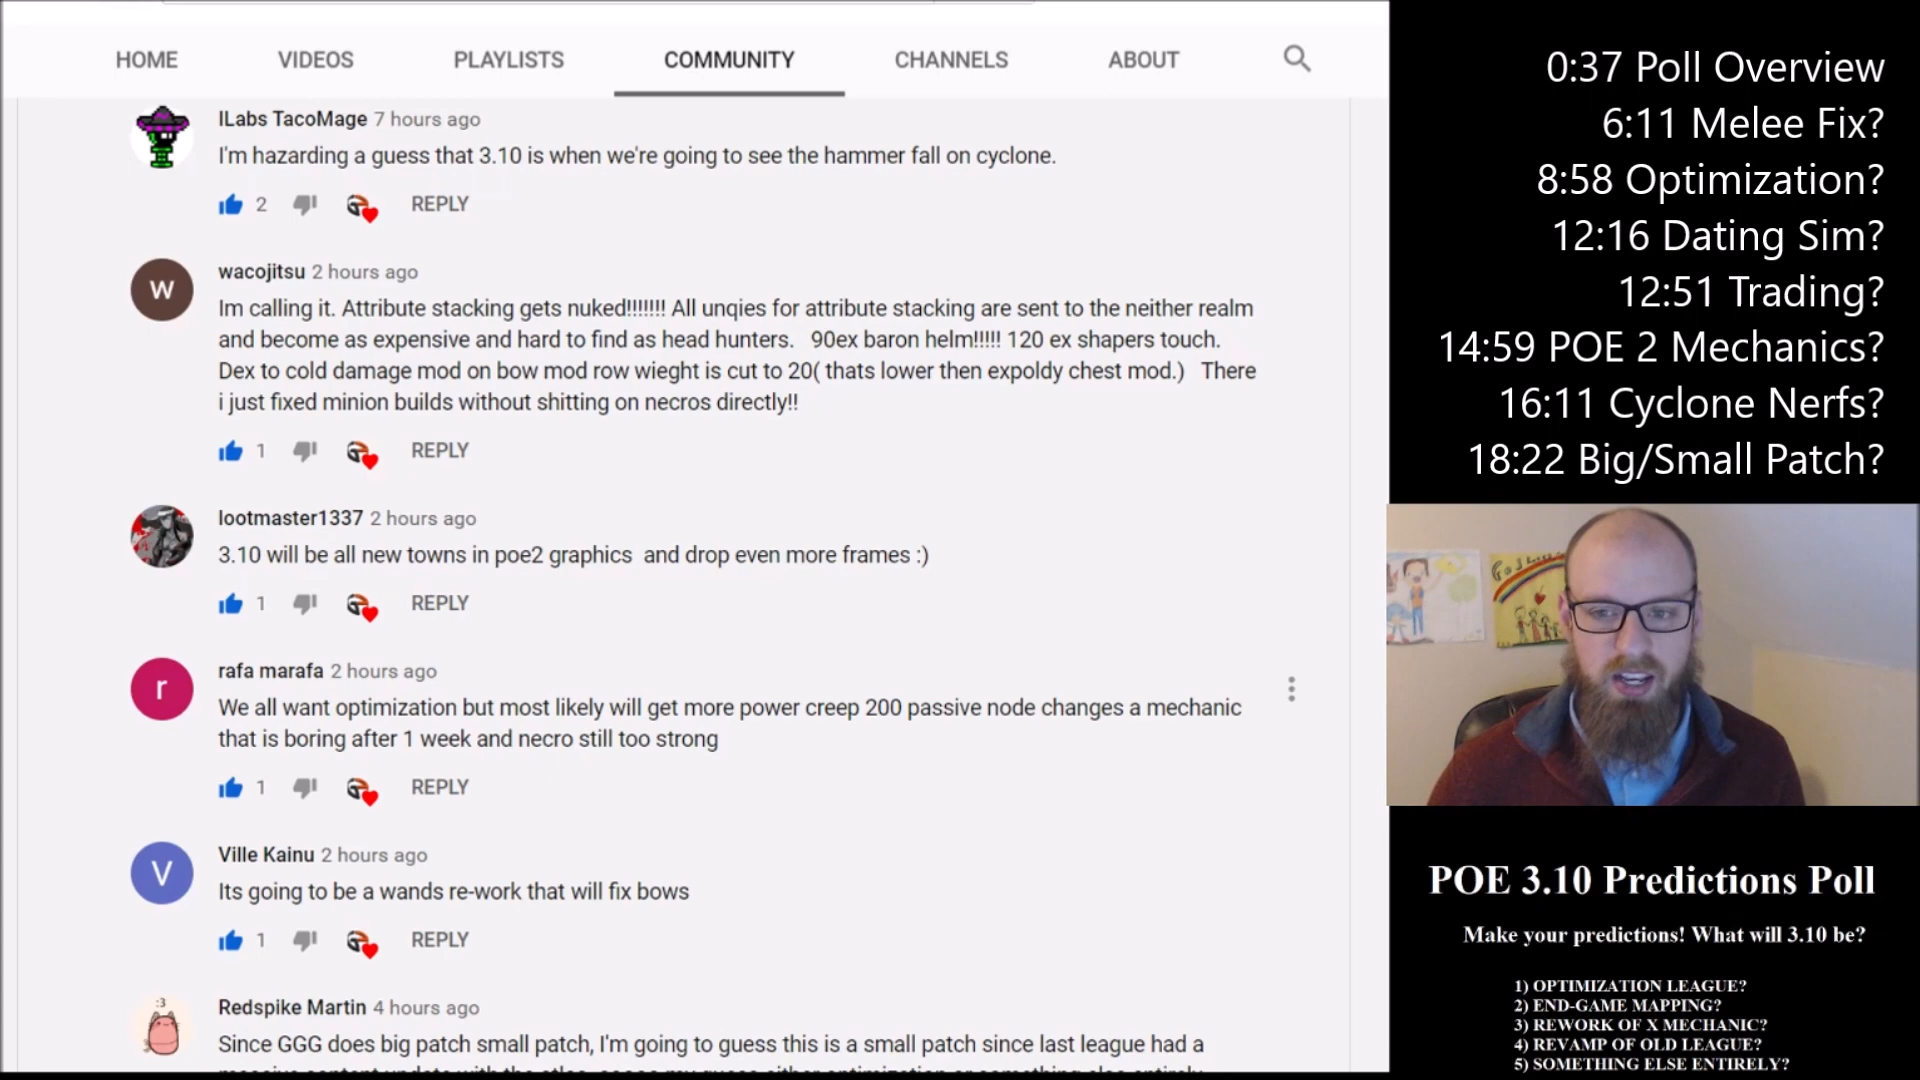 HOME VIDEOS PLAYLISTS COMMUNITY CHANNELS ABOUT
ILabs TacoMage 7 hours ago
I'm hazarding a guess that 3.10 is when we're going to see the hammer fall on cyclone.
2 REPLY
w
wacojitsu 2 hours ago
Im calling it. Attribute stacking gets nuked!!!!!!! All unqies for attribute stacking are sent to the neither realm
and become as expensive and hard to find as head hunters. 90ex baron helm!!!!! 120 ex shapers touch.
Dex to cold damage mod on bow mod row wieght is cut to 20( thats lower then expoldy chest mod.) There
i just fixed minion builds without shitting on necros directly!!
1 REPLY
lootmaster1337 2 hours ago
3.10 will be all new towns in poe2 graphics and drop even more frames :)
1 REPLY
r
rafa marafa 2 hours ago
We all want optimization but most likely will get more power creep 200 passive node changes a mechanic
that is boring after 1 week and necro still too strong
1 REPLY
V
Ville Kainu 2 hours ago
Its going to be a wands re-work that will fix bows
1 REPLY
:3
Redspike Martin 4 hours ago
Since GGG does big patch small patch, I'm going to guess this is a small patch since last league had a
0:37 Poll Overview
6:11 Melee Fix?
8:58 Optimization?
12:16 Dating Sim?
12:51 Trading?
14:59 POE 2 Mechanics?
16:11 Cyclone Nerfs?
18:22 Big/Small Patch?
POE 3.10 Predictions Poll
Make your predictions! What will 3.10 be?
1) OPTIMIZATION LEAGUE?
2) END-GAME MAPPING?
3) REWORK OF X MECHANIC?
4) REVAMP OF OLD LEAGUE?
5) SOMETHING ELSE ENTIRELY?